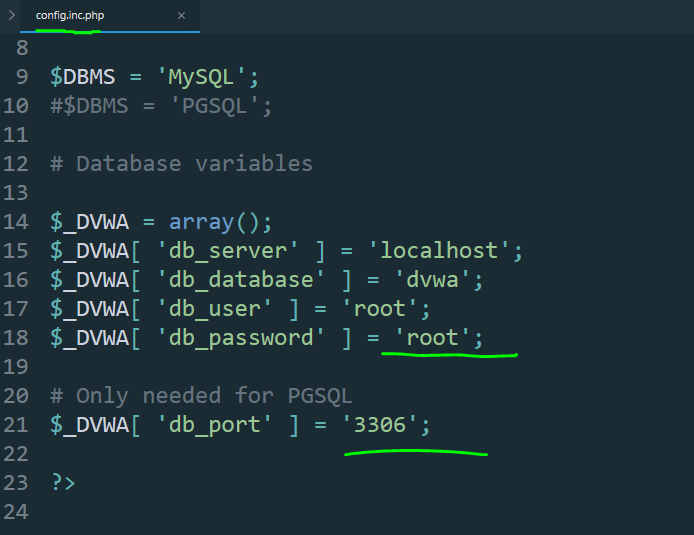 config.inc.php
8
9 $DBMS = 'MySQL';
10 #$DBMS = 'PGSQL';
11
12 # Database variables
13
14 $_DVWA = array();
15 $_DVWA[ 'db_server' ] = 'localhost';
16 $_DVWA[ 'db_database' ] = 'dvwa';
17 $_DVWA[ 'db_user' ] = 'root';
18 $_DVWA[ 'db_password' ] = 'root';
19
20 # Only needed for PGSQL
21 $_DVWA[ 'db_port' ] = '3306';
22
23 ?>
24